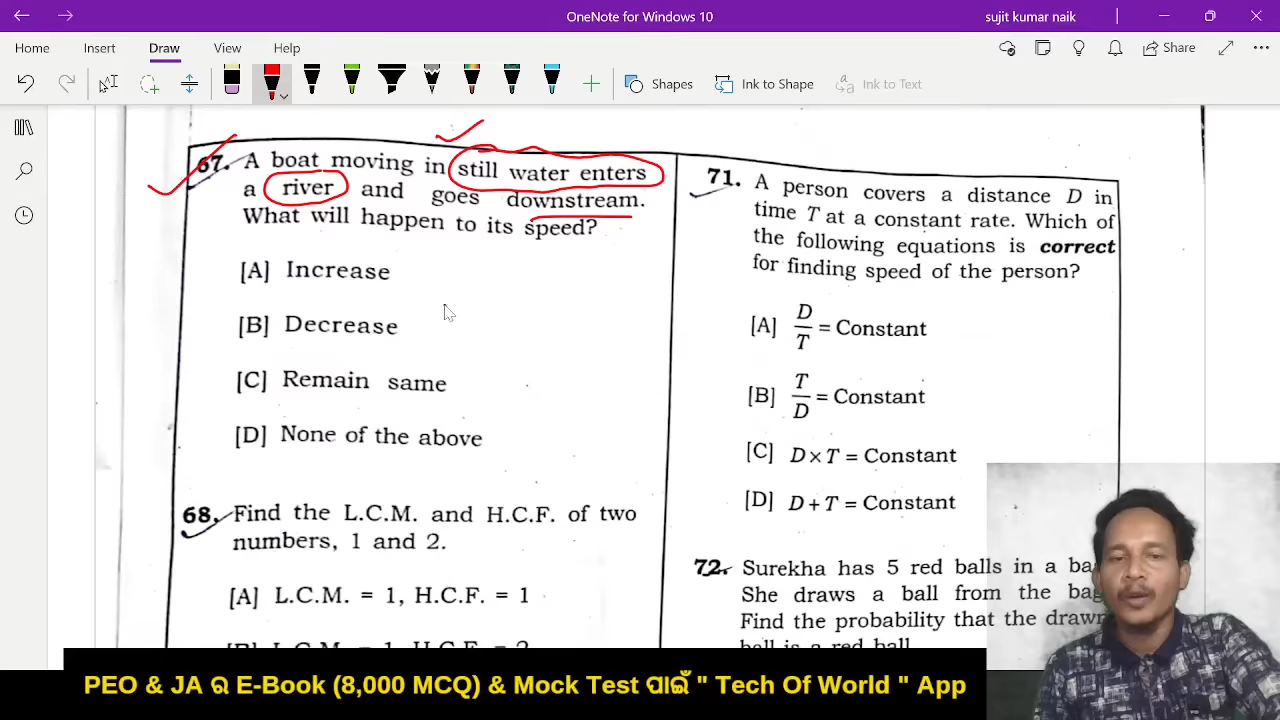 OneNote for Windows 10
sujit kumar naik
Home Insert Draw View Help
Share
Shapes
Ink to Shape
Ink to Text
67. A boat moving in still water enters
a river and goes downstream.
What will happen to its speed?
[A] Increase
[B] Decrease
[C] Remain same
[D] None of the above
68. Find the L.C.M. and H.C.F. of two
numbers, 1 and 2.
[A] L.C.M. = 1, H.C.F. = 1
[B] L.C.M. = 1, H.C.F. = 2
71. A person covers a distance D in
time T at a constant rate. Which of
the following equations is correct
for finding speed of the person?
[A] D/T = Constant
[B] T/D = Constant
[C] D × T = Constant
[D] D + T = Constant
72. Surekha has 5 red balls in a ba
She draws a ball from the bag
Find the probability that the drawn
ball is a red ball
PEO & JA ର E-Book (8,000 MCQ) & Mock Test ପାଇଁ " Tech Of World " App